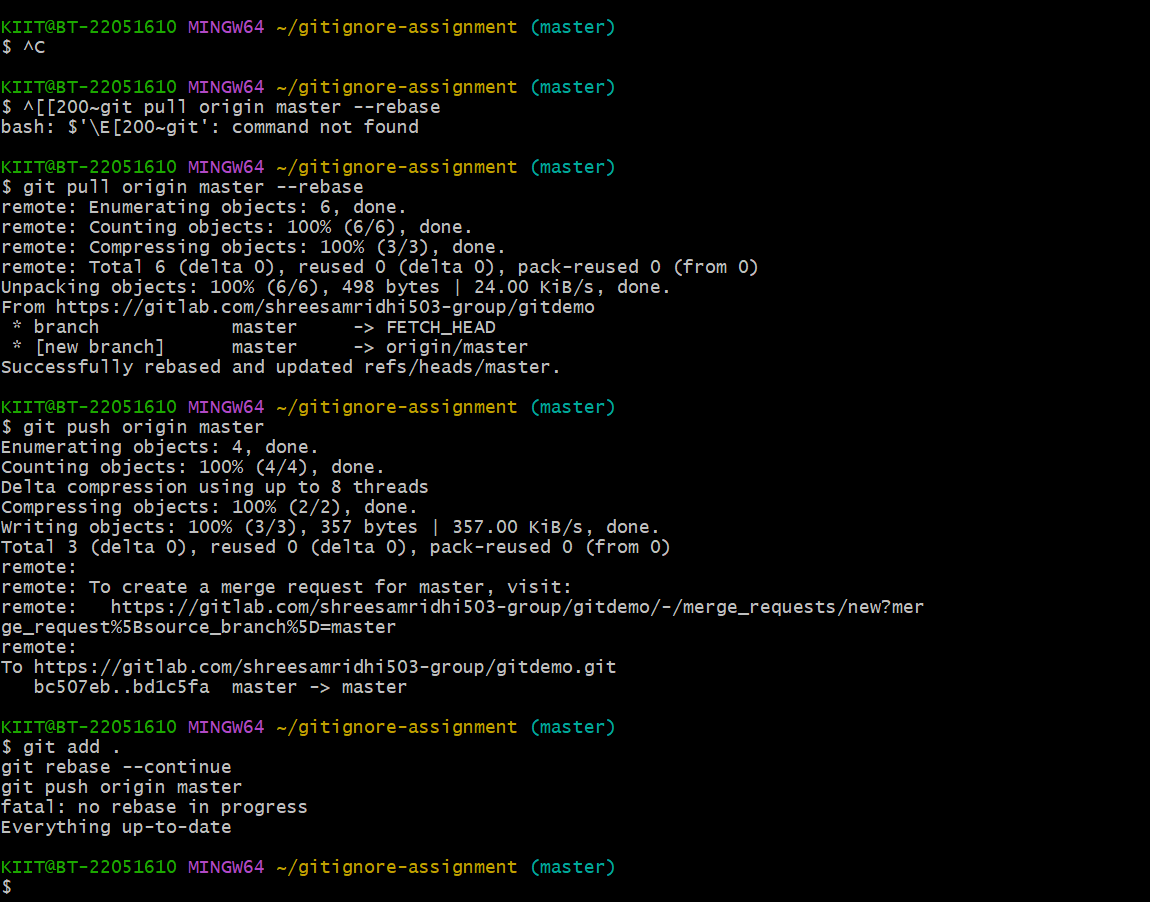 KIIT@BT-22051610 MINGW64 ~/gitignore-assignment (master)
$ ^C
KIIT@BT-22051610 MINGW64 ~/gitignore-assignment (master)
$ ^[[200~git pull origin master --rebase
bash: $'\E[200~git': command not found
KIIT@BT-22051610 MINGW64 ~/gitignore-assignment (master)
$ git pull origin master --rebase
remote: Enumerating objects: 6, done.
remote: Counting objects: 100% (6/6), done.
remote: Compressing objects: 100% (3/3), done.
remote: Total 6 (delta 0), reused 0 (delta 0), pack-reused 0 (from 0)
Unpacking objects: 100% (6/6), 498 bytes | 24.00 KiB/s, done.
From https://gitlab.com/shreesamridhi503-group/gitdemo
 * branch            master     -> FETCH_HEAD
 * [new branch]      master     -> origin/master
Successfully rebased and updated refs/heads/master.
KIIT@BT-22051610 MINGW64 ~/gitignore-assignment (master)
$ git push origin master
Enumerating objects: 4, done.
Counting objects: 100% (4/4), done.
Delta compression using up to 8 threads
Compressing objects: 100% (2/2), done.
Writing objects: 100% (3/3), 357 bytes | 357.00 KiB/s, done.
Total 3 (delta 0), reused 0 (delta 0), pack-reused 0 (from 0)
remote:
remote: To create a merge request for master, visit:
remote:   https://gitlab.com/shreesamridhi503-group/gitdemo/-/merge_requests/new?mer
ge_request%5Bsource_branch%5D=master
remote:
To https://gitlab.com/shreesamridhi503-group/gitdemo.git
   bc507eb..bd1c5fa  master -> master
KIIT@BT-22051610 MINGW64 ~/gitignore-assignment (master)
$ git add .
git rebase --continue
git push origin master
fatal: no rebase in progress
Everything up-to-date
KIIT@BT-22051610 MINGW64 ~/gitignore-assignment (master)
$